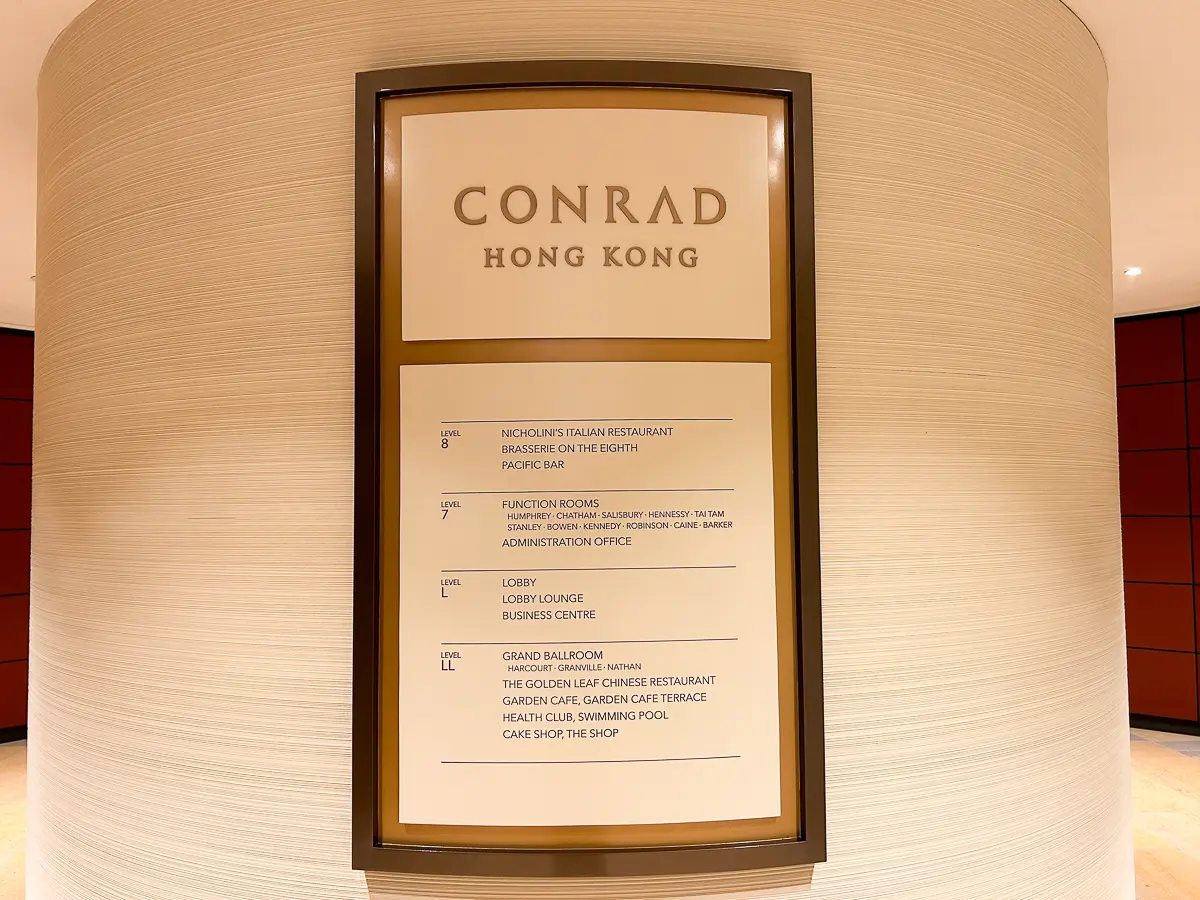 CONRAD
HONG KONG
LEVEL
8
NICHOLINI'S ITALIAN RESTAURANT
BRASSERIE ON THE EIGHTH
PACIFIC BAR
LEVEL
7
FUNCTION ROOMS
HUMPHREY · CHATHAM · SALISBURY · HENNESSY · TAI TAM
STANLEY · BOWEN · KENNEDY · ROBINSON · CAINE · BARKER
ADMINISTRATION OFFICE
LEVEL
L
LOBBY
LOBBY LOUNGE
BUSINESS CENTRE
LEVEL
LL
GRAND BALLROOM
HARCOURT · GRANVILLE · NATHAN
THE GOLDEN LEAF CHINESE RESTAURANT
GARDEN CAFE, GARDEN CAFE TERRACE
HEALTH CLUB, SWIMMING POOL
CAKE SHOP, THE SHOP